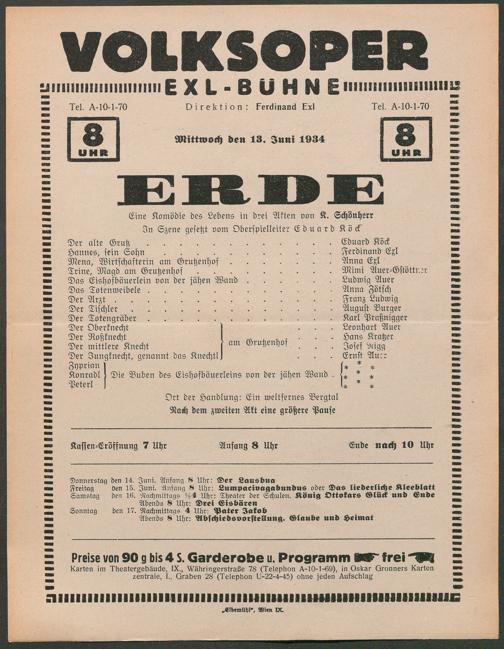 VOLKSOPER
EXL-BÜHNE
Tel. A-10-1-70 Direktion: Ferdinand Exl Tel. A-10-1-70
8 UHR Mittwoch den 13. Juni 1934 8 UHR
ERDE
Eine Komödie des Lebens in drei Akten von K. Schönherr
In Szene gesetzt vom Oberspielleiter Eduard Köck
Der alte Grutz . . . . . . . Eduard Köck
Hannes, sein Sohn . . . . . . . Ferdinand Exl
Mena, Wirtschafterin am Grutzenhof . . . . Anna Exl
Trine, Magd am Grutzenhof . . . . . Mimi Auer-Gstöttner
Das Eishofbäuerlein von der jähen Wand . . . . Ludwig Auer
Das Totenweibele . . . . . . . Anna Fötsch
Der Arzt . . . . . . . Franz Ludwig
Der Tischler . . . . . . . August Burger
Der Totengräber . . . . . . . Karl Praßnigger
Der Oberknecht . . . Leonhart Auer
Der Roßknecht . . . Hans Kratzer
Der mittlere Knecht } am Grutzenhof . . . Josef Bigg
Der Jungknecht, genannt das Knechtl . . . Ernst Auer
Zyprian * *
Konradl } Die Buben des Eishofbäuerleins von der jähen Wand . { * * *
Peterl * *
Ort der Handlung: Ein weltfernes Bergtal
Nach dem zweiten Akt eine größere Pause
Kassen-Eröffnung 7 Uhr Anfang 8 Uhr Ende nach 10 Uhr
Donnerstag den 14. Juni. Anfang 8 Uhr: Der Lausbua
Freitag den 15. Juni. Anfang 8 Uhr: Lumpacivagabundus oder Das liederliche Kleeblatt
Samstag den 16. Nachmittags ¾4 Uhr: Theater der Schulen. König Ottokars Glück und Ende
Abends 8 Uhr: Drei Eisbären
Sonntag den 17. Nachmittags 4 Uhr: Pater Jakob
Abends 8 Uhr: Abschiedsvorstellung. Glaube und Heimat
Preise von 90 g bis 4 S. Garderobe u. Programm frei
Karten im Theatergebäude, IX., Währingerstraße 78 (Telephon A-10-1-69), in Oskar Gronners Karten
zentrale, I., Graben 28 (Telephon U-22-4-45) ohne jeden Aufschlag
„Elbemühl“, Wien IX.